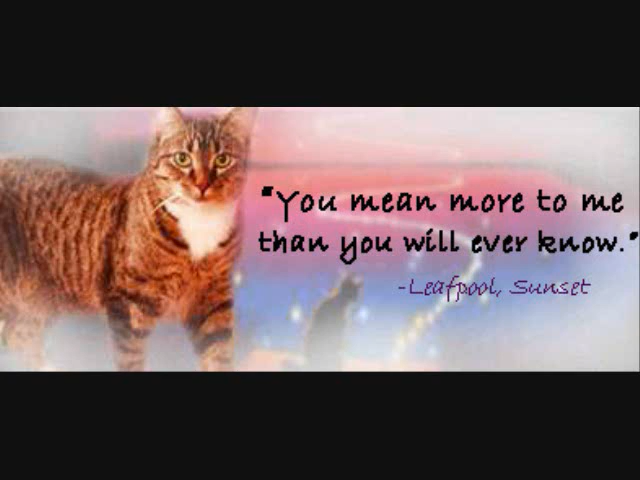 "You mean more to me
than you will ever know."
-Leafpool, Sunset